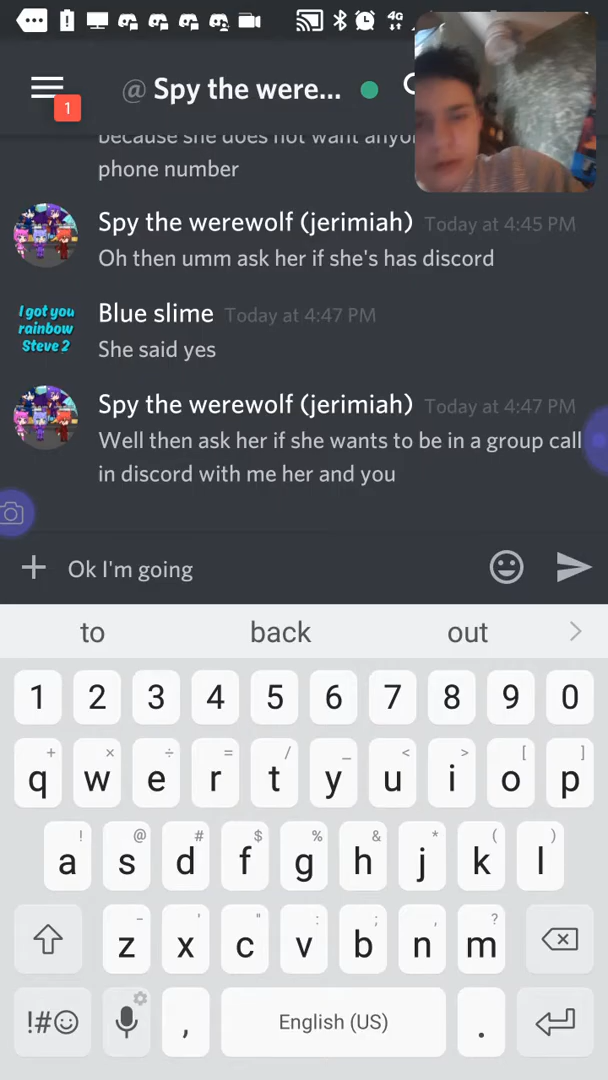 4G
1
@ Spy the were...
because she does not want anyo
phone number
Spy the werewolf (jerimiah) Today at 4:45 PM
Oh then umm ask her if she's has discord
I got you
rainbow
Steve 2
Blue slime Today at 4:47 PM
She said yes
Spy the werewolf (jerimiah) Today at 4:47 PM
Well then ask her if she wants to be in a group call
in discord with me her and you
Ok I'm going
to back out
1 2 3 4 5 6 7 8 9 0
+ × ÷ = / _ < > [ ]
q w e r t y u i o p
! @ # $ % & * ( )
a s d f g h j k l
- ' " : ; , ?
z x c v b n m
!#☺ , English (US) .